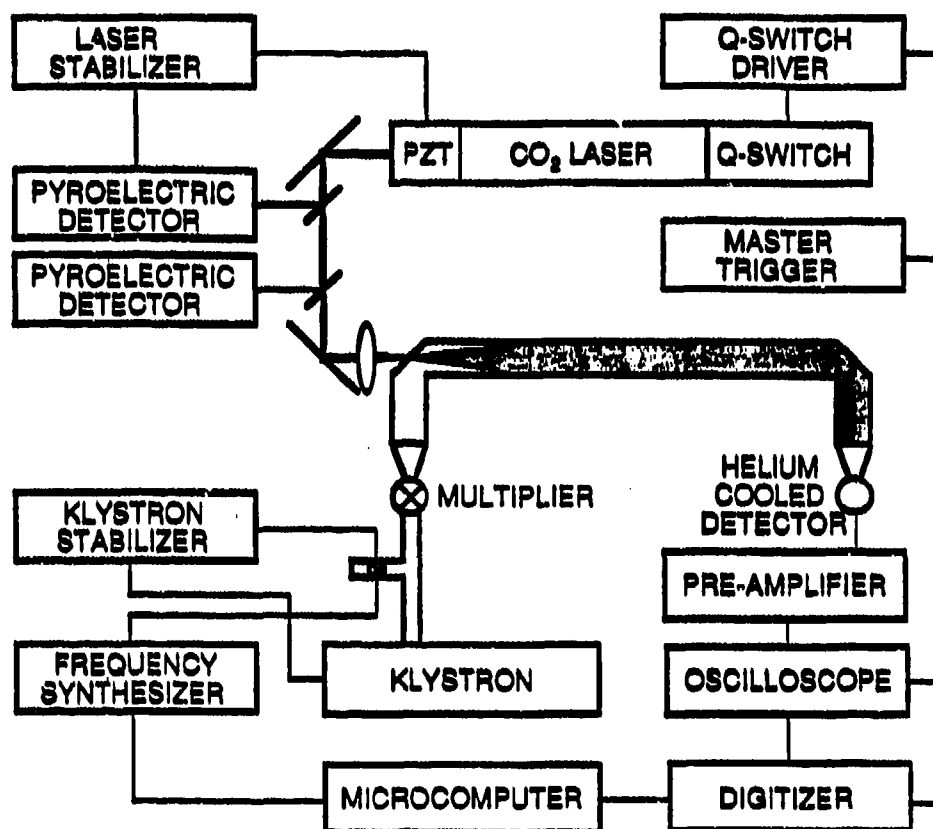 LASER
STABILIZER
Q-SWITCH
DRIVER
PZT
CO₂ LASER
Q-SWITCH
PYROELECTRIC
DETECTOR
MASTER
TRIGGER
PYROELECTRIC
DETECTOR
MULTIPLIER
HELIUM
COOLED
DETECTOR
KLYSTRON
STABILIZER
PRE-AMPLIFIER
FREQUENCY
SYNTHESIZER
KLYSTRON
OSCILLOSCOPE
MICROCOMPUTER
DIGITIZER